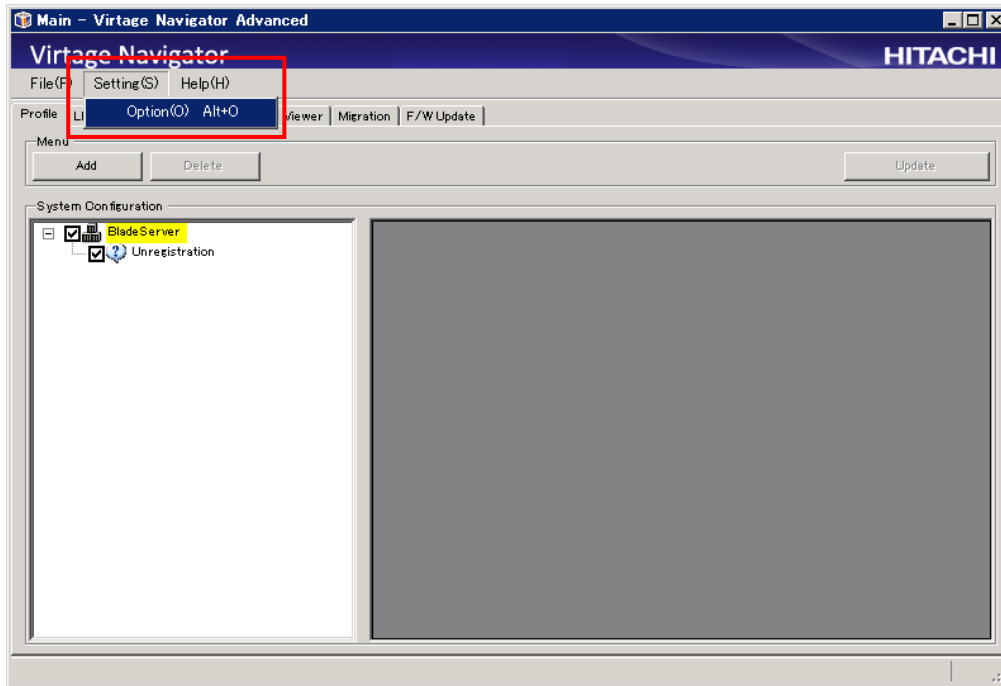 Main - Virtage Navigator Advanced
Virtage Navigator
HITACHI
File(F) Setting(S) Help(H)
Option(O) Alt+O
Profile Viewer Migration F/W Update
Menu
Add Delete Update
System Configuration
BladeServer
Unregistration